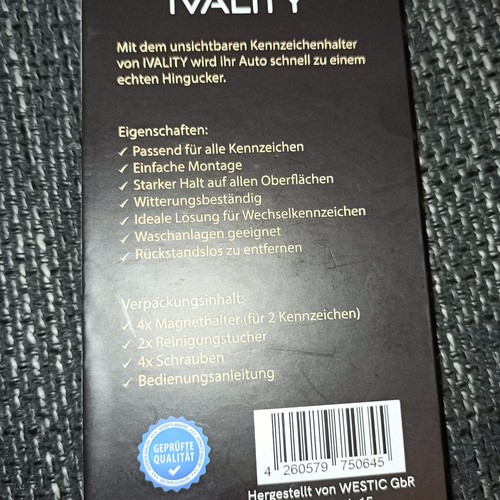 IVALITY
Mit dem unsichtbaren Kennzeichenhalter
von IVALITY wird ihr Auto schnell zu einem
echten Hingucker.
Eigenschaften:
✓ Passend für alle Kennzeichen
✓ Einfache Montage
✓ Starker Halt auf allen Oberflächen
✓ Witterungsbeständig
✓ Ideale Lösung für Wechselkennzeichen
✓ Waschanlagen geeignet
✓ Rückstandslos zu entfernen
Verpackungsinhalt:
✓ 4x Magnethalter (für 2 Kennzeichen)
✓ 2x Reinigungstücher
✓ 4x Schrauben
✓ Bedienungsanleitung
GEPRÜFTE
QUALITÄT
4 260579 750645
Hergestellt von WESTIC GbR